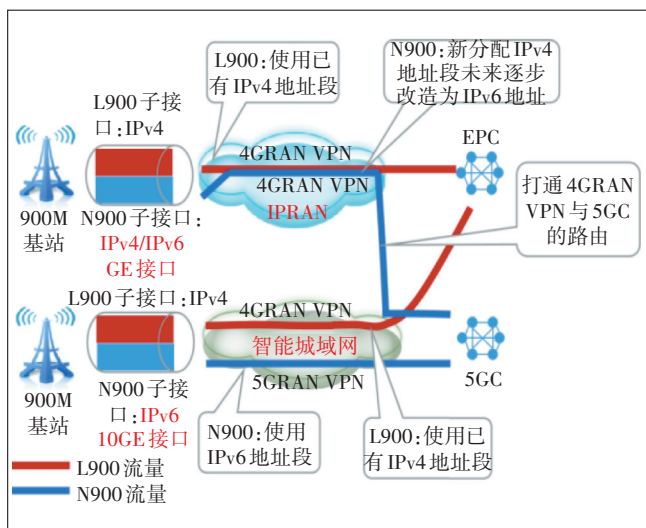 L900:使用已
有IPv4地址段
N900:新分配IPv4
地址段未来逐步
改造为IPv6地址
L900子接
口:IPv4
EPC
4GRAN VPN
4GRAN VPN
IPRAN
打通4GRAN
VPN与5GC
的路由
900M
基站
N900子接口:
IPv4/IPv6
GE接口
L900子接口:IPv4
4GRAN VPN
智能城域网
5GRAN VPN
5GC
900M
基站
N900子接
口:IPv6
10GE接口
N900:使用
IPv6地址段
L900:使用已
有IPv4地址段
L900流量
N900流量